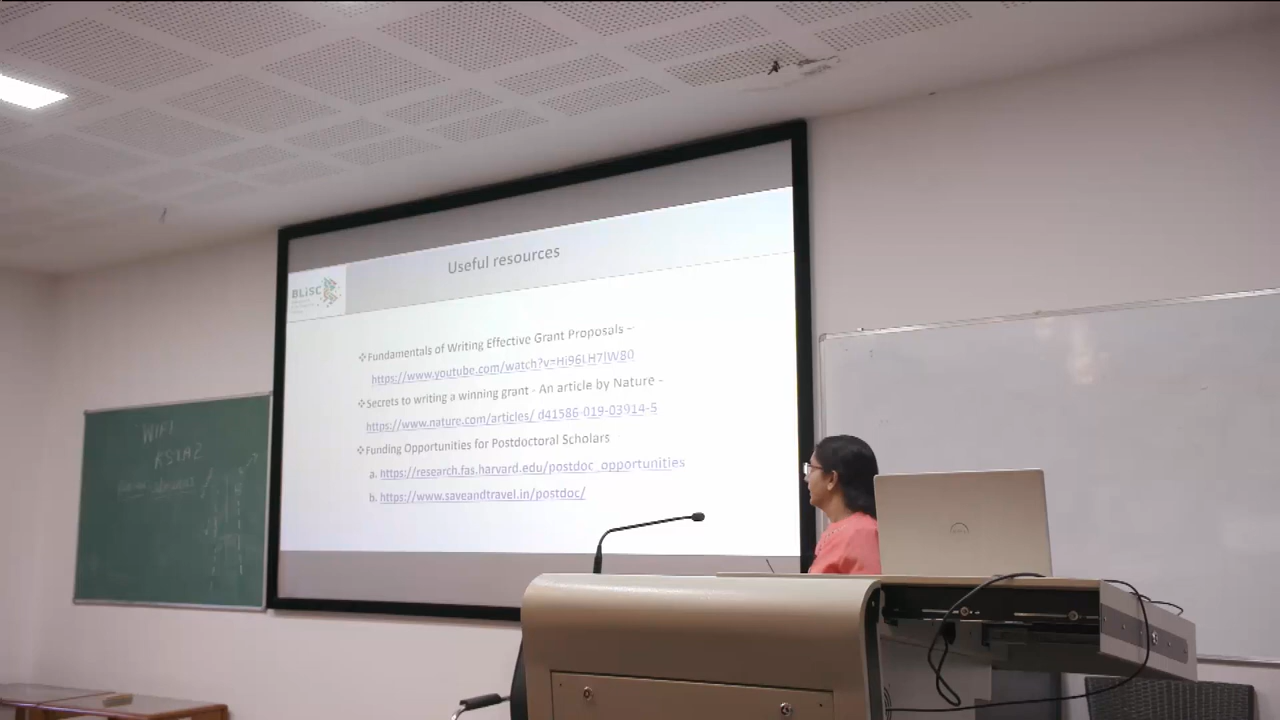 Useful resources
BLiSC
❖Fundamentals of Writing Effective Grant Proposals –
https://www.youtube.com/watch?v=Hi96LH7lW80
❖Secrets to writing a winning grant - An article by Nature -
https://www.nature.com/articles/ d41586-019-03914-5
❖Funding Opportunities for Postdoctoral Scholars
a. https://research.fas.harvard.edu/postdoc_opportunities
b. https://www.saveandtravel.in/postdoc/
WIFI
DELL